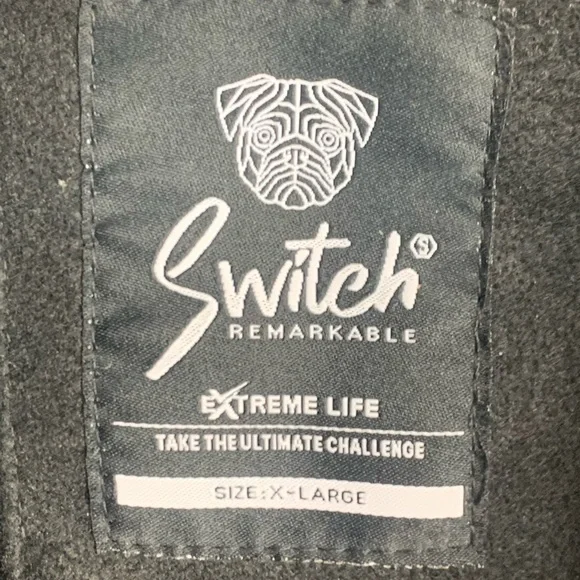 Switch
S
REMARKABLE
EXTREME LIFE
TAKE THE ULTIMATE CHALLENGE
SIZE: X-LARGE